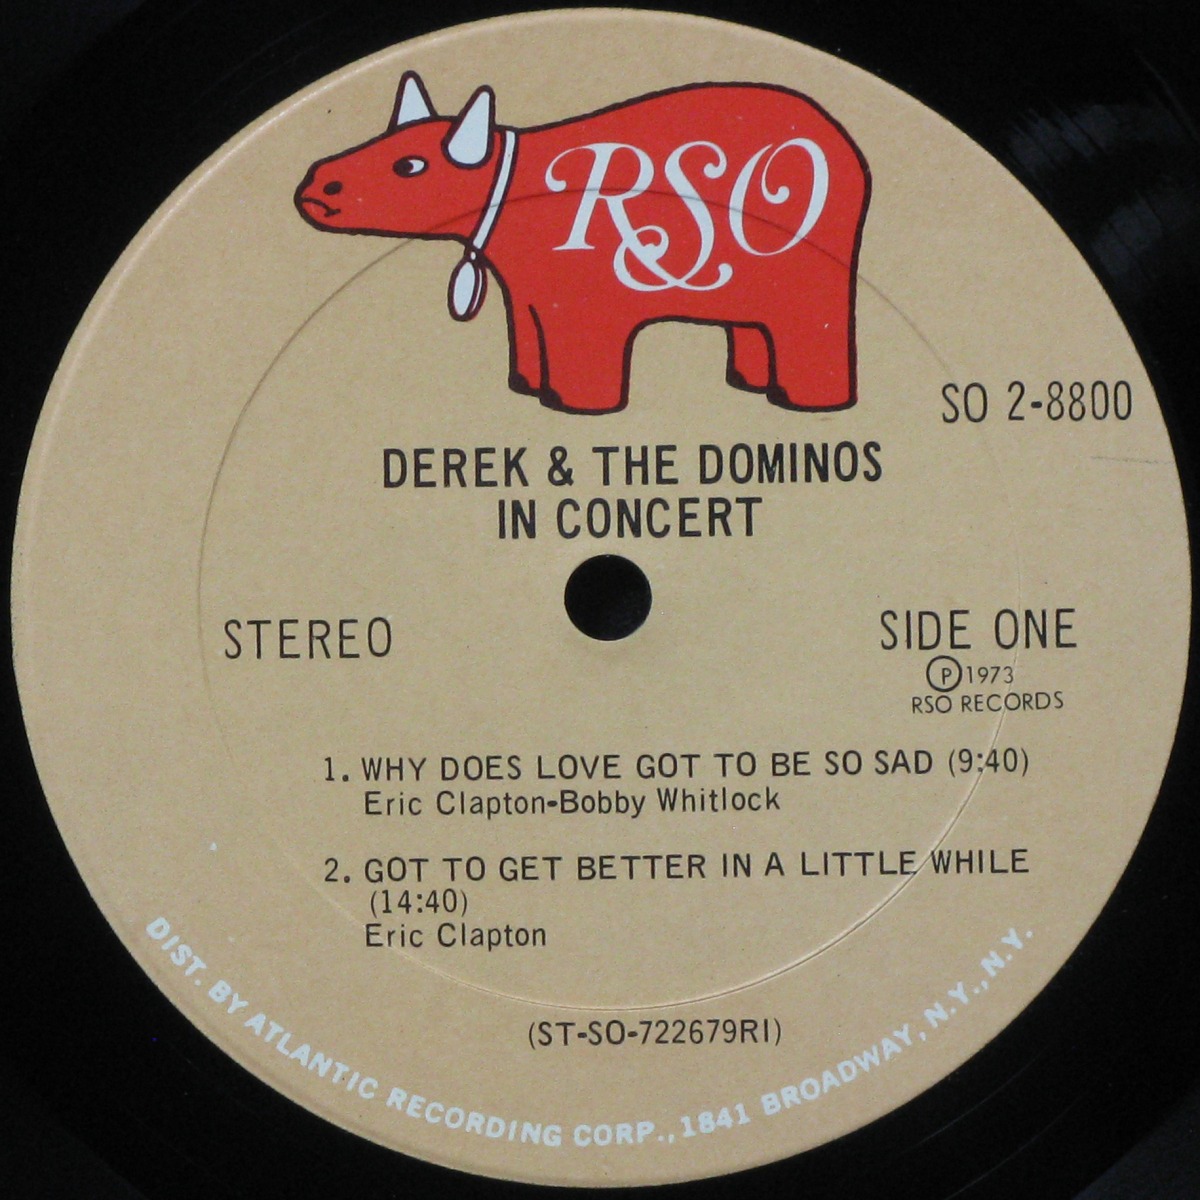 RSO
SO 2-8800
DEREK & THE DOMINOS
IN CONCERT
STEREO
SIDE ONE
Ⓟ1973
RSO RECORDS
1. WHY DOES LOVE GOT TO BE SO SAD (9:40)
Eric Clapton-Bobby Whitlock
2. GOT TO GET BETTER IN A LITTLE WHILE
(14:40)
Eric Clapton
(ST-SO-722679RI)
DIST. BY ATLANTIC RECORDING CORP., 1841 BROADWAY, N.Y., N.Y.